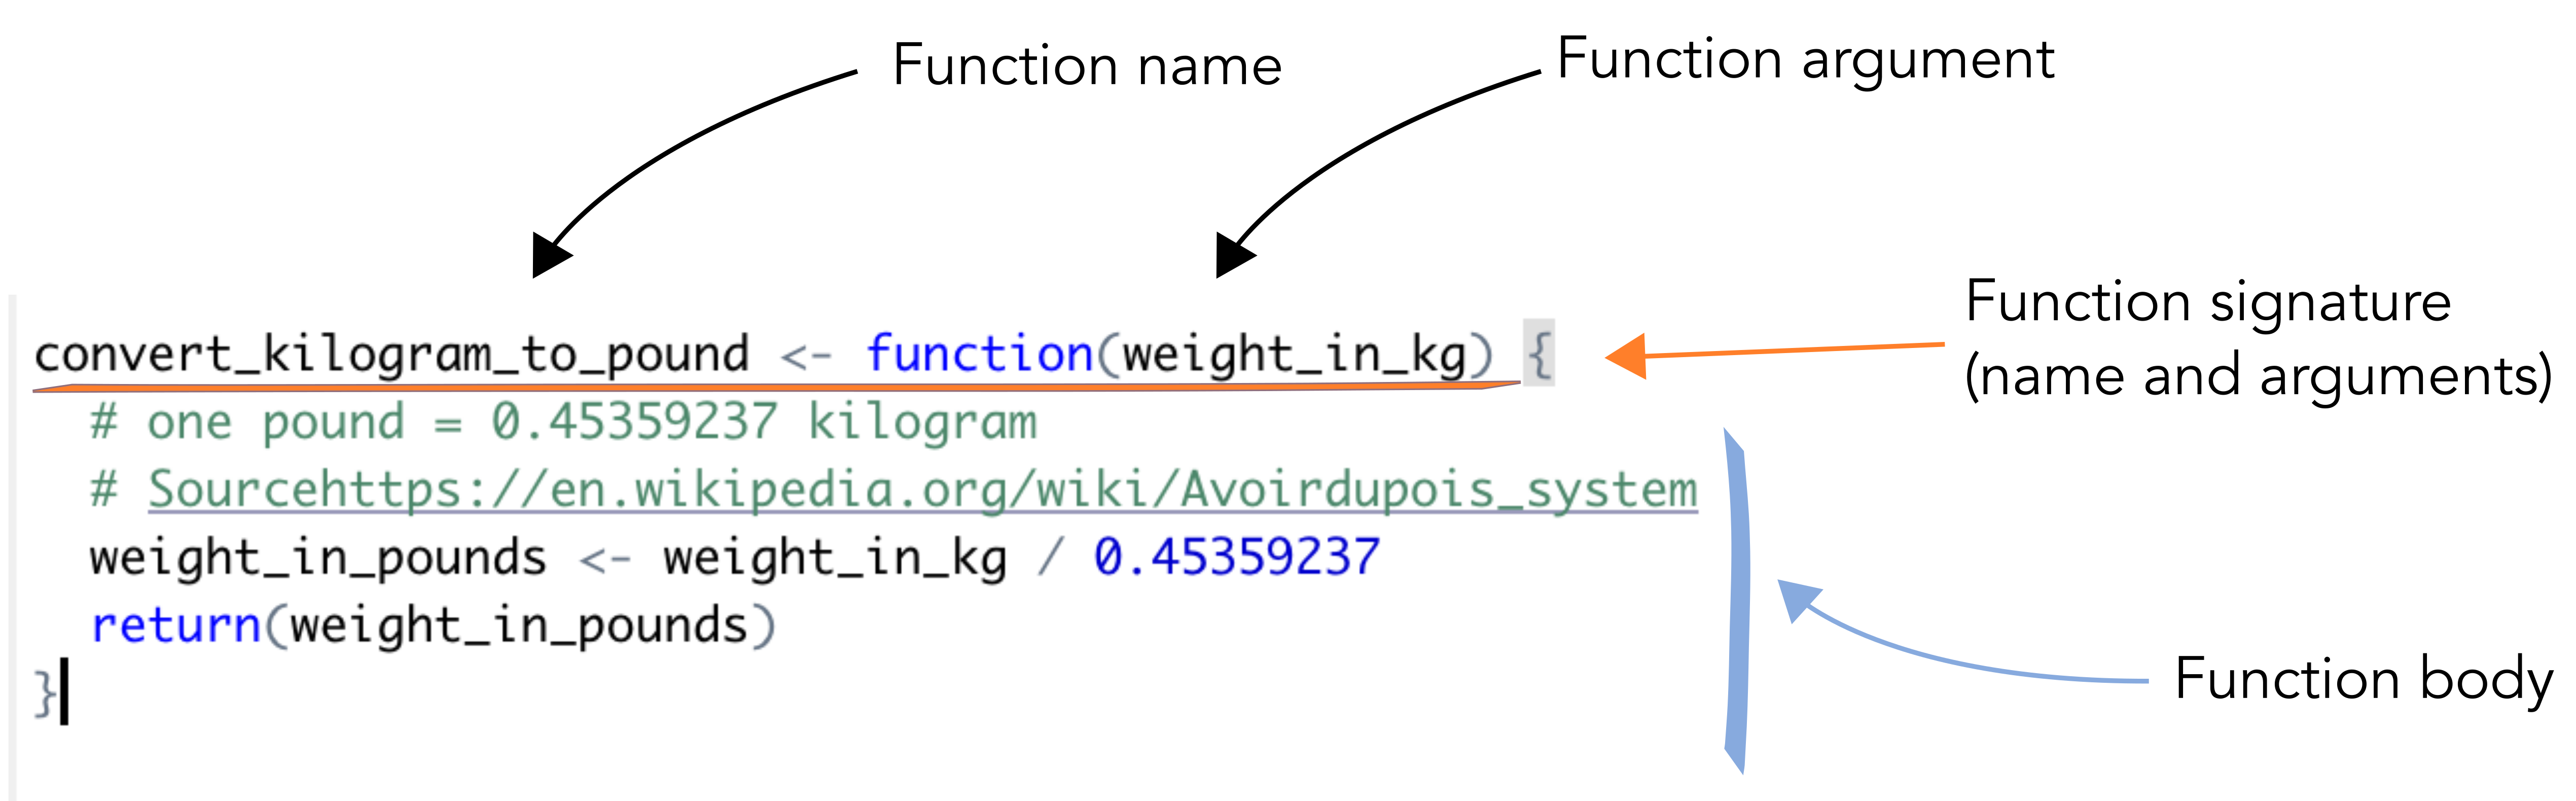 Function name
Function argument
convert_kilogram_to_pound <- function(weight_in_kg) {
Function signature
(name and arguments)
# one pound = 0.45359237 kilogram
# Sourcehttps://en.wikipedia.org/wiki/Avoirdupois_system
weight_in_pounds <- weight_in_kg / 0.45359237
return(weight_in_pounds)
}
Function body